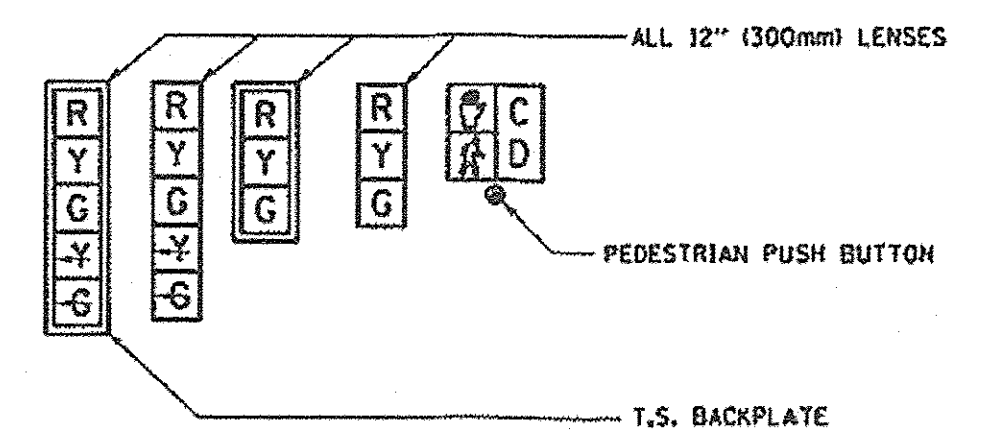 ALL 12" (300mm) LENSES
R R R R C
Y Y Y Y D
G G G G
Y Y
G G
PEDESTRIAN PUSH BUTTON
T.S. BACKPLATE